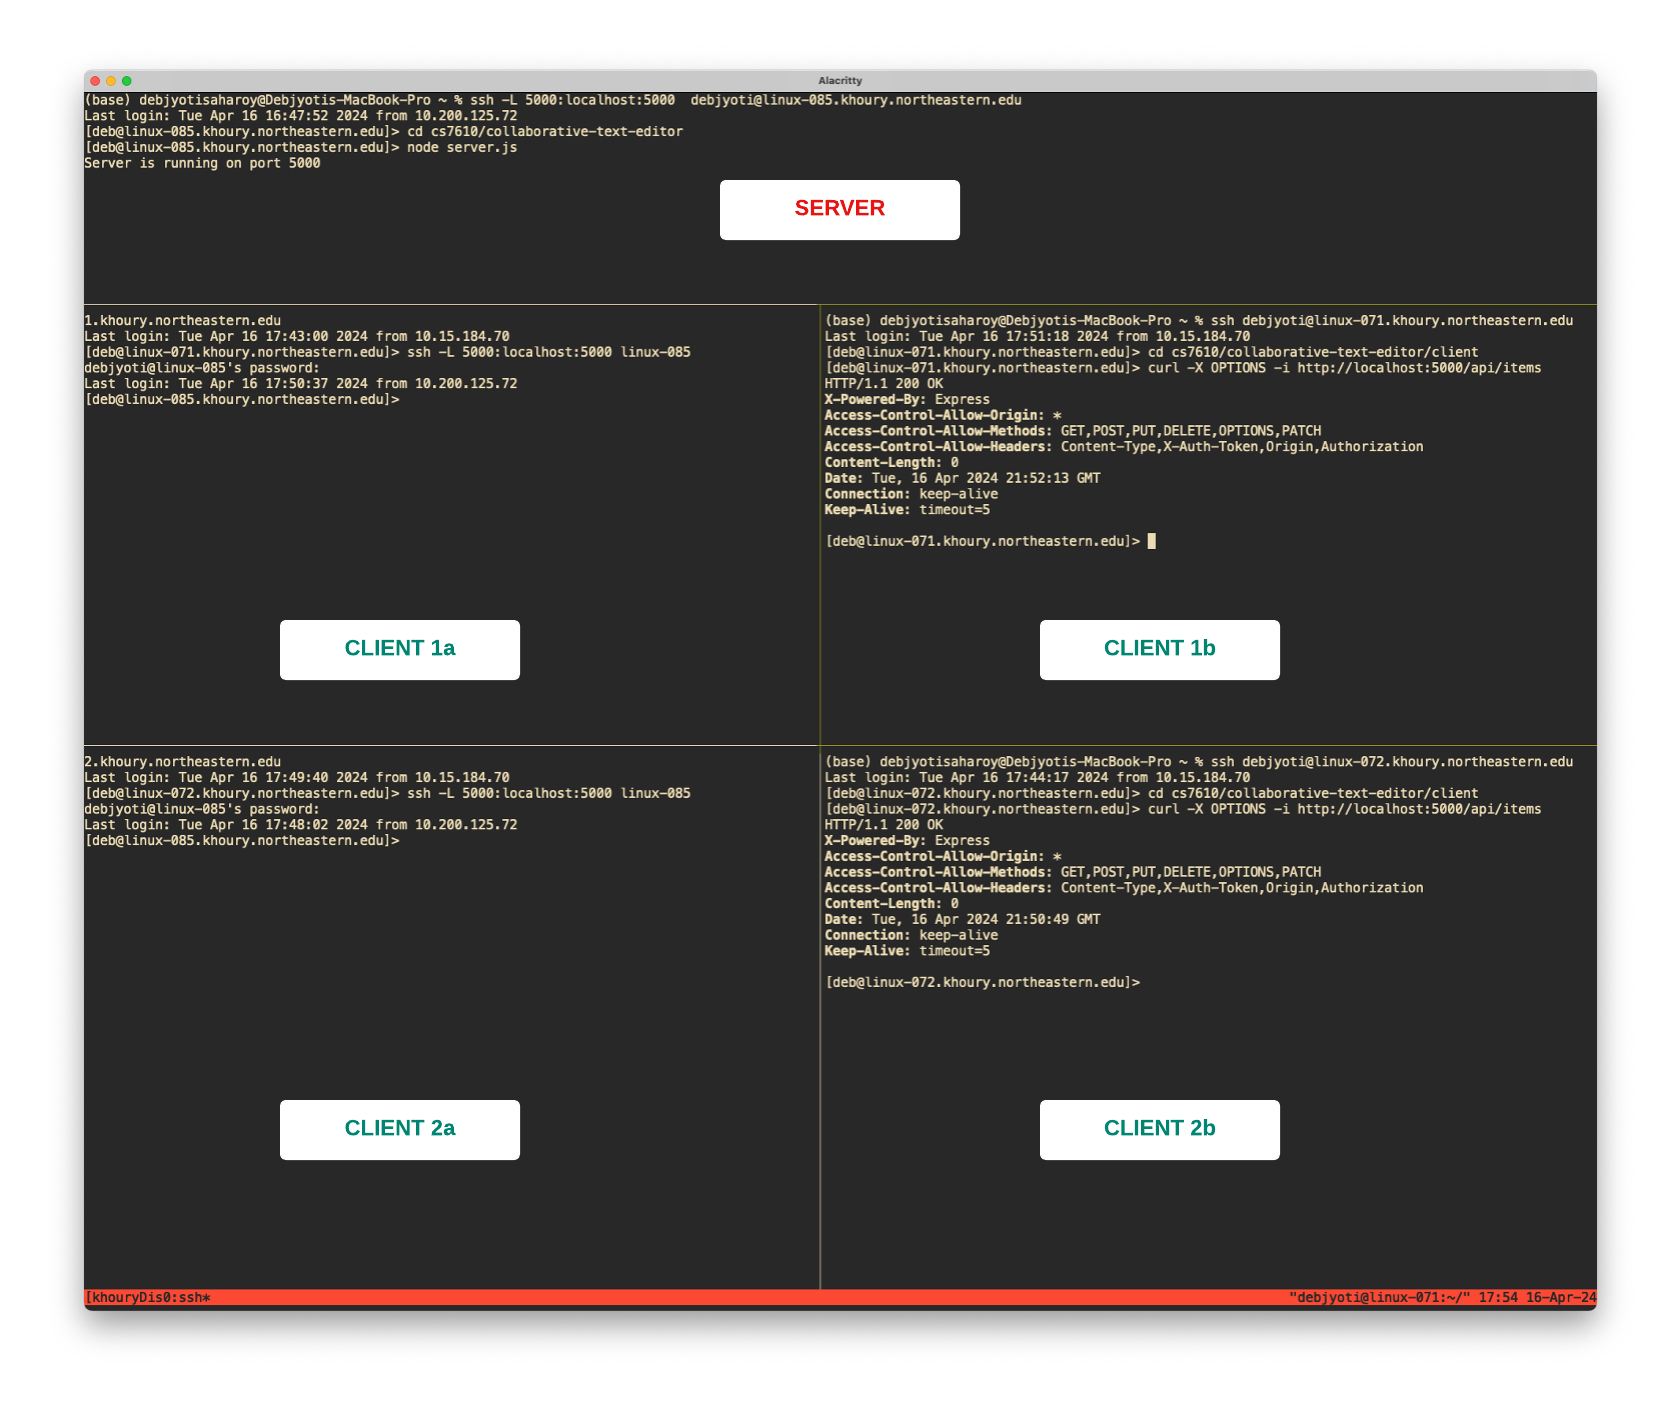 Alacritty
(base) debjyotisaharoy@Debjyotis-MacBook-Pro ~ % ssh -L 5000:localhost:5000  debjyoti@linux-085.khoury.northeastern.edu
Last login: Tue Apr 16 16:47:52 2024 from 10.200.125.72
[deb@linux-085.khoury.northeastern.edu]> cd cs7610/collaborative-text-editor
[deb@linux-085.khoury.northeastern.edu]> node server.js
Server is running on port 5000
SERVER
1.khoury.northeastern.edu
Last login: Tue Apr 16 17:43:00 2024 from 10.15.184.70
[deb@linux-071.khoury.northeastern.edu]> ssh -L 5000:localhost:5000 linux-085
debjyoti@linux-085's password:
Last login: Tue Apr 16 17:50:37 2024 from 10.200.125.72
[deb@linux-085.khoury.northeastern.edu]>
CLIENT 1a
(base) debjyotisaharoy@Debjyotis-MacBook-Pro ~ % ssh debjyoti@linux-071.khoury.northeastern.edu
Last login: Tue Apr 16 17:51:18 2024 from 10.15.184.70
[deb@linux-071.khoury.northeastern.edu]> cd cs7610/collaborative-text-editor/client
[deb@linux-071.khoury.northeastern.edu]> curl -X OPTIONS -i http://localhost:5000/api/items
HTTP/1.1 200 OK
X-Powered-By: Express
Access-Control-Allow-Origin: *
Access-Control-Allow-Methods: GET,POST,PUT,DELETE,OPTIONS,PATCH
Access-Control-Allow-Headers: Content-Type,X-Auth-Token,Origin,Authorization
Content-Length: 0
Date: Tue, 16 Apr 2024 21:52:13 GMT
Connection: keep-alive
Keep-Alive: timeout=5
[deb@linux-071.khoury.northeastern.edu]>
CLIENT 1b
2.khoury.northeastern.edu
Last login: Tue Apr 16 17:49:40 2024 from 10.15.184.70
[deb@linux-072.khoury.northeastern.edu]> ssh -L 5000:localhost:5000 linux-085
debjyoti@linux-085's password:
Last login: Tue Apr 16 17:48:02 2024 from 10.200.125.72
[deb@linux-085.khoury.northeastern.edu]>
CLIENT 2a
(base) debjyotisaharoy@Debjyotis-MacBook-Pro ~ % ssh debjyoti@linux-072.khoury.northeastern.edu
Last login: Tue Apr 16 17:44:17 2024 from 10.15.184.70
[deb@linux-072.khoury.northeastern.edu]> cd cs7610/collaborative-text-editor/client
[deb@linux-072.khoury.northeastern.edu]> curl -X OPTIONS -i http://localhost:5000/api/items
HTTP/1.1 200 OK
X-Powered-By: Express
Access-Control-Allow-Origin: *
Access-Control-Allow-Methods: GET,POST,PUT,DELETE,OPTIONS,PATCH
Access-Control-Allow-Headers: Content-Type,X-Auth-Token,Origin,Authorization
Content-Length: 0
Date: Tue, 16 Apr 2024 21:50:49 GMT
Connection: keep-alive
Keep-Alive: timeout=5
[deb@linux-072.khoury.northeastern.edu]>
CLIENT 2b
[khouryDis0:ssh*
"debjyoti@linux-071:~/" 17:54 16-Apr-24